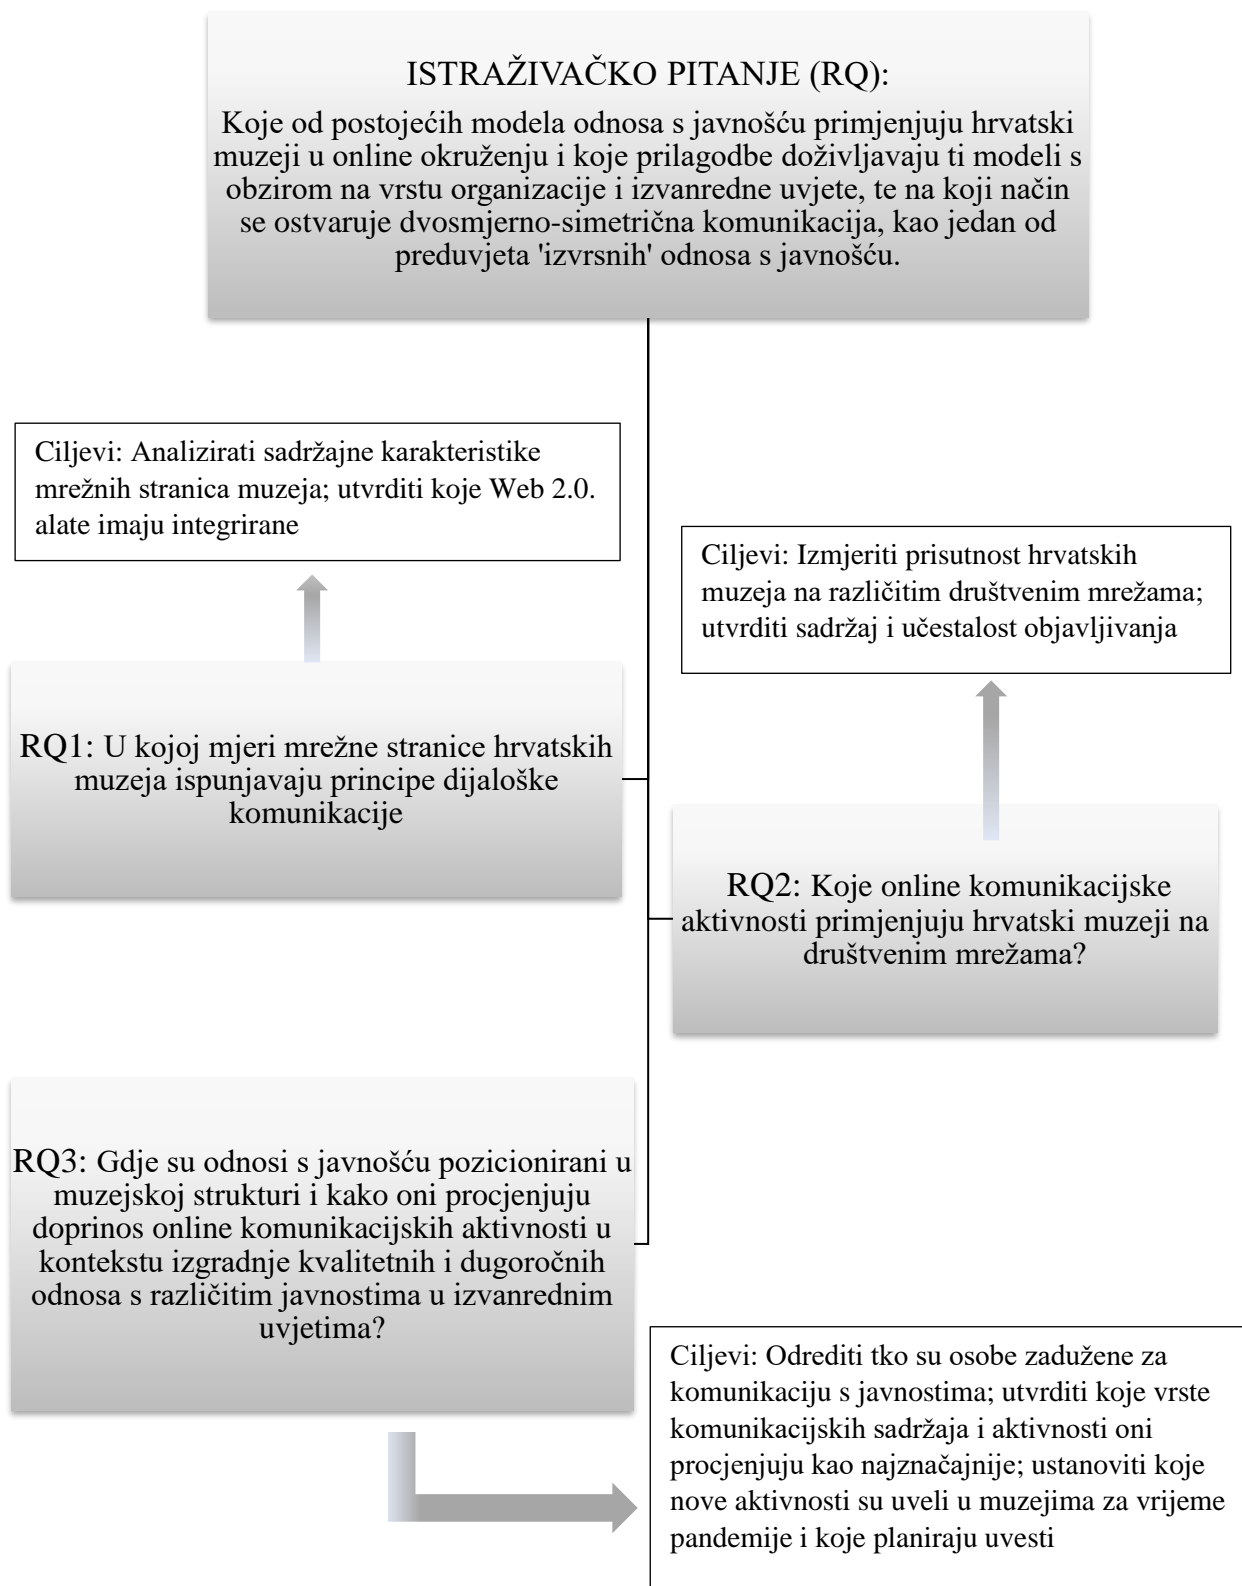 ISTRAŽIVAČKO PITANJE (RQ):
Koje od postojećih modela odnosa s javnošću primjenjuju hrvatski
muzeji u online okruženju i koje prilagodbe doživljavaju ti modeli s
obzirom na vrstu organizacije i izvanredne uvjete, te na koji način
se ostvaruje dvosmjerno-simetrična komunikacija, kao jedan od
preduvjeta 'izvrsnih' odnosa s javnošću.
Ciljevi: Analizirati sadržajne karakteristike
mrežnih stranica muzeja; utvrditi koje Web 2.0.
alate imaju integrirane
RQ1: U kojoj mjeri mrežne stranice hrvatskih
muzeja ispunjavaju principe dijaloške
komunikacije
Ciljevi: Izmjeriti prisutnost hrvatskih
muzeja na različitim društvenim mrežama;
utvrditi sadržaj i učestalost objavljivanja
RQ2: Koje online komunikacijske
aktivnosti primjenjuju hrvatski muzeji na
društvenim mrežama?
RQ3: Gdje su odnosi s javnošću pozicionirani u
muzejskoj strukturi i kako oni procjenjuju
doprinos online komunikacijskih aktivnosti u
kontekstu izgradnje kvalitetnih i dugoročnih
odnosa s različitim javnostima u izvanrednim
uvjetima?
Ciljevi: Odrediti tko su osobe zadužene za
komunikaciju s javnostima; utvrditi koje vrste
komunikacijskih sadržaja i aktivnosti oni
procjenjuju kao najznačajnije; ustanoviti koje
nove aktivnosti su uveli u muzejima za vrijeme
pandemije i koje planiraju uvesti